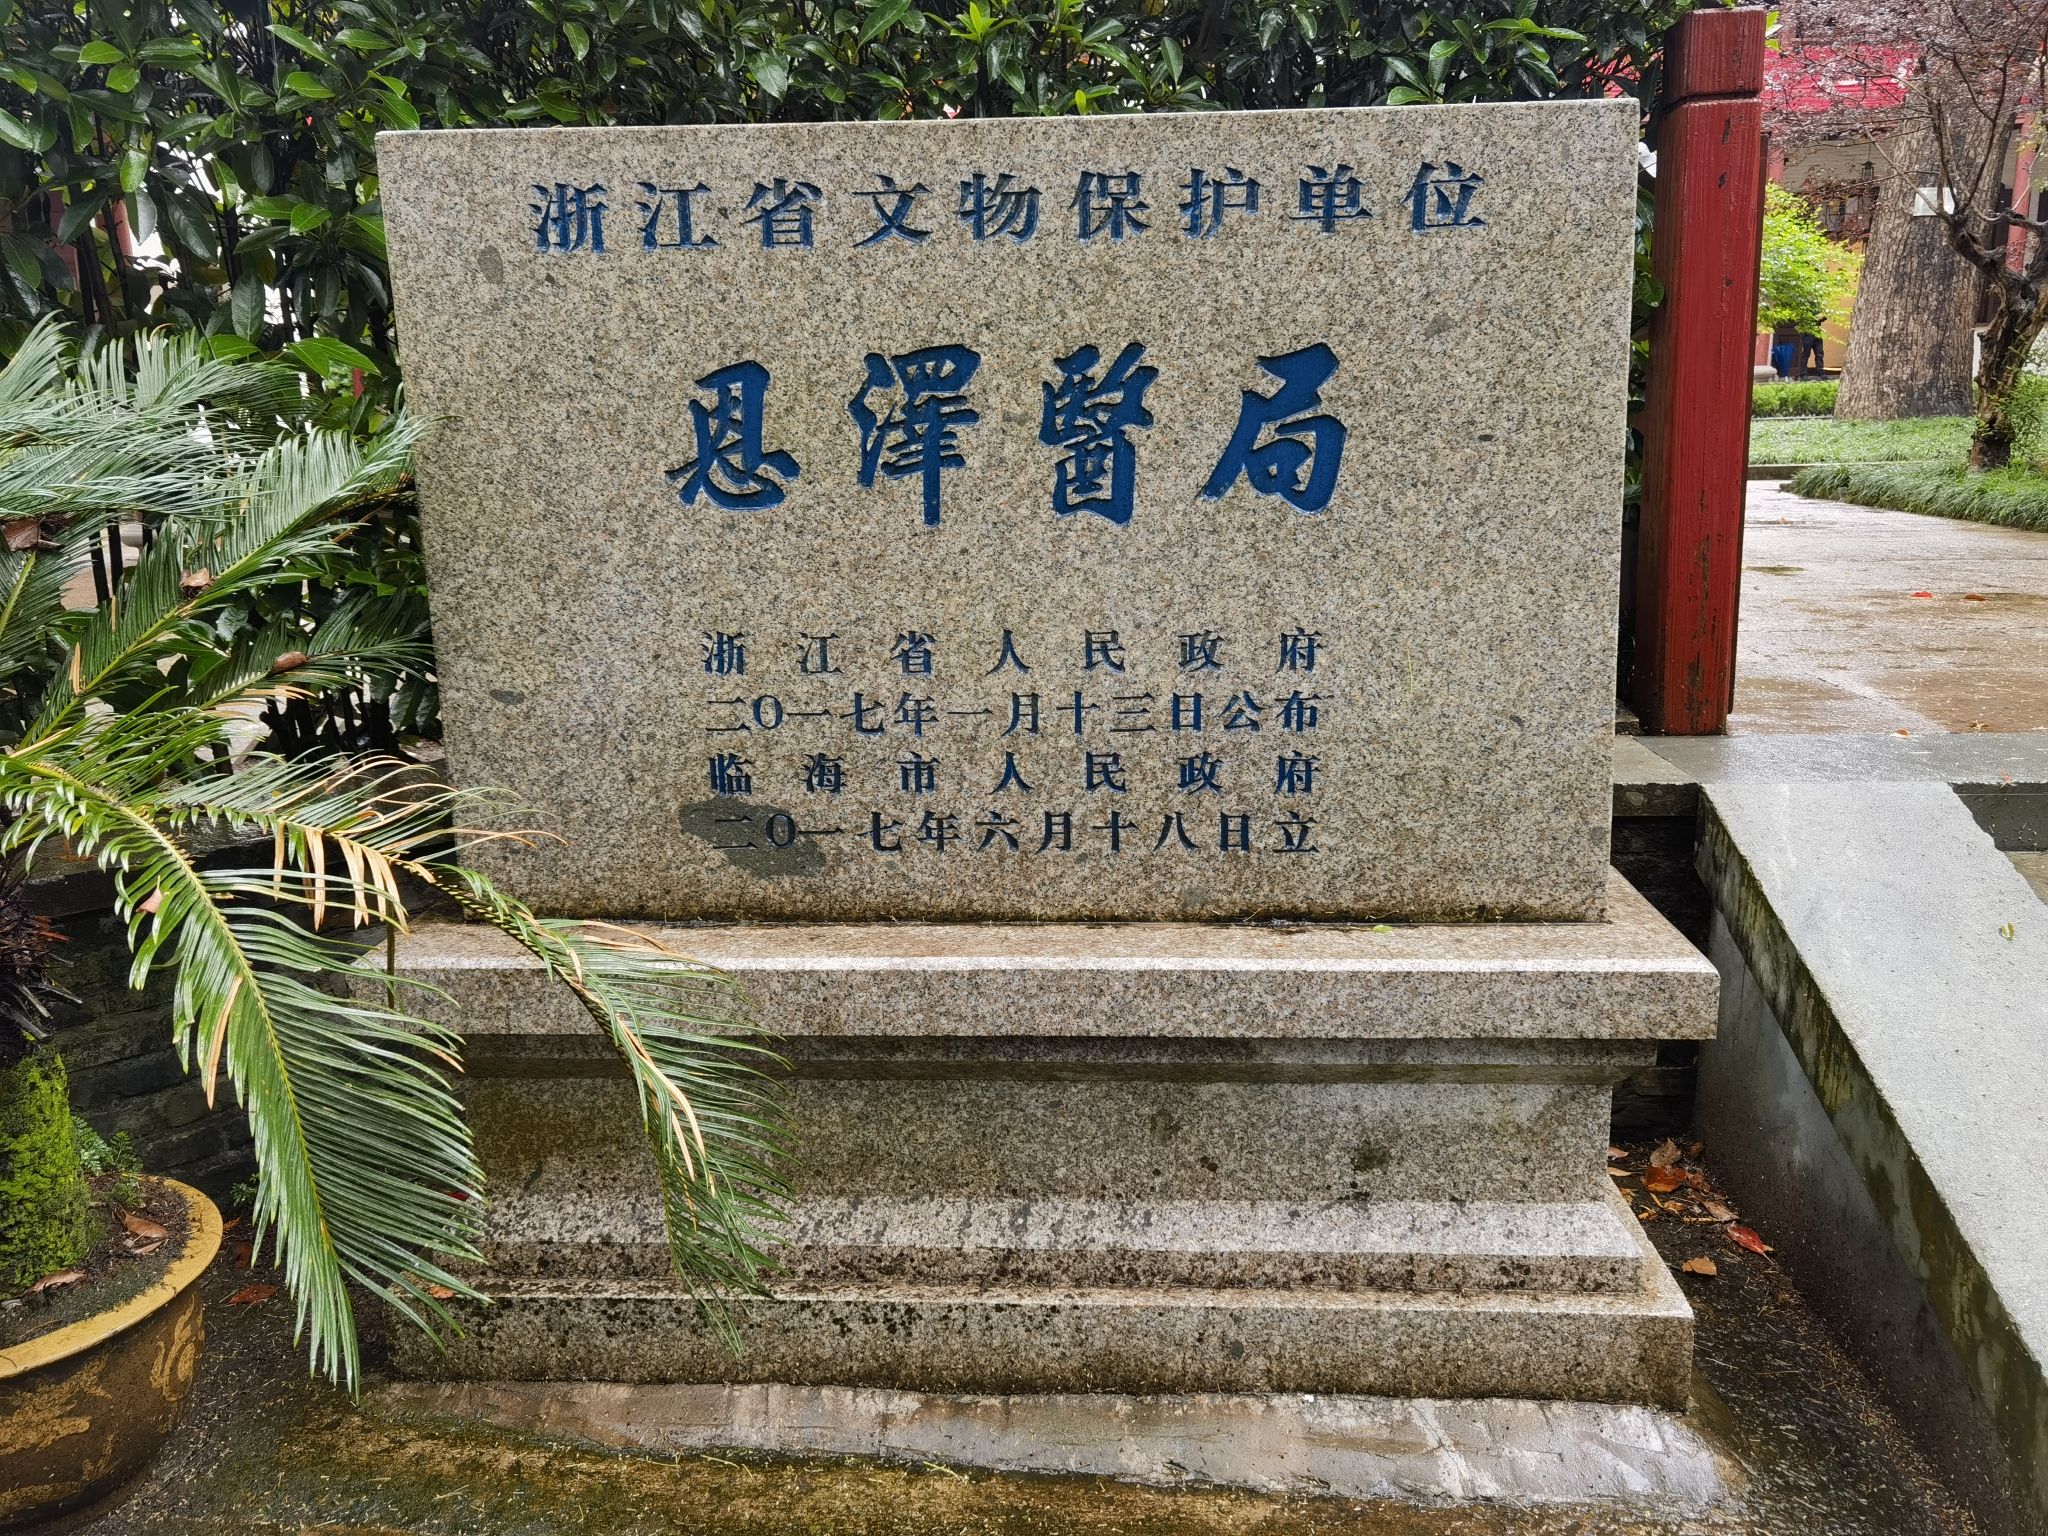 浙江省文物保护单位
恩澤醫局
浙江省人民政府
二〇一七年一月十三日公布
临海市人民政府
二〇一七年六月十八日立